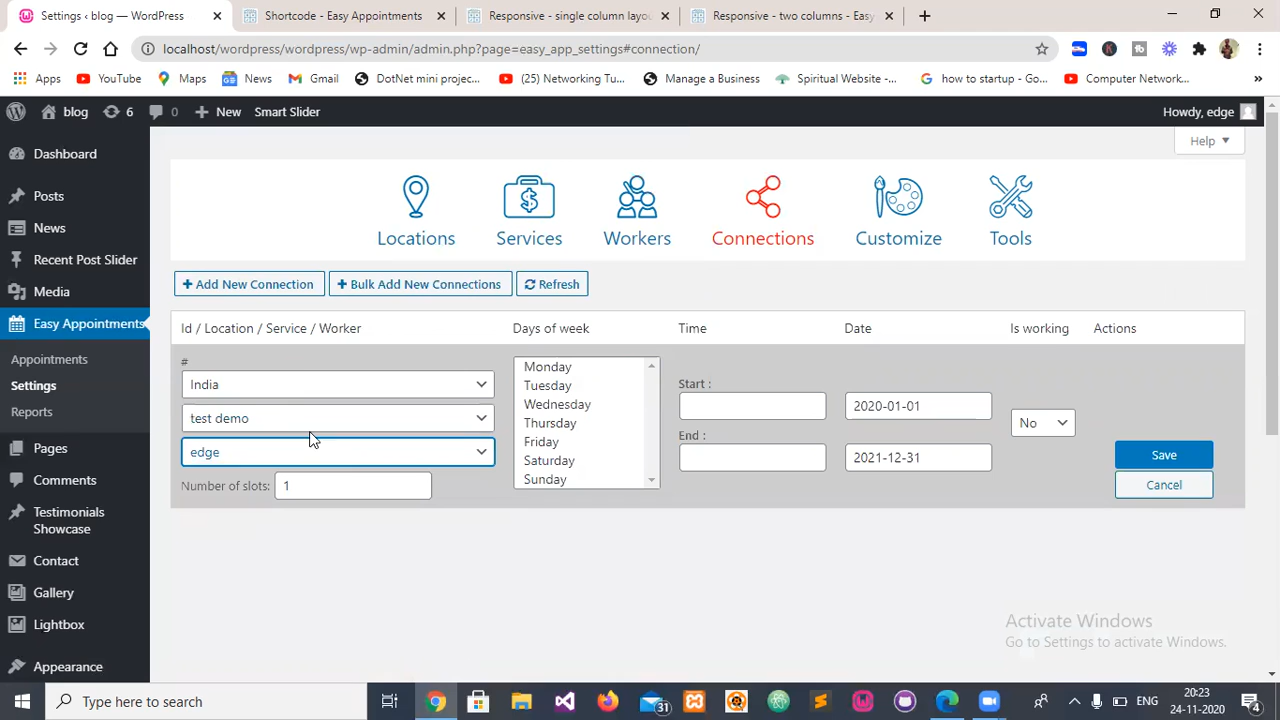 Settings ‹ blog — WordPress
Shortcode - Easy Appointments
Responsive - single column layou
Responsive - two columns - Easy
localhost/wordpress/wordpress/wp-admin/admin.php?page=easy_app_settings#connection/
Apps
YouTube
Maps
News
Gmail
DotNet mini projec...
(25) Networking Tu...
Manage a business
Spiritual Website -...
how to startup - Go...
Computer Network...
»
blog
6
0
New
Smart Slider
Howdy, edge
Help
Dashboard
Posts
News
Recent Post Slider
Media
Easy Appointments
Appointments
Settings
Reports
Pages
Comments
Testimonials
Showcase
Contact
Gallery
Lightbox
Appearance
Locations
Services
Workers
Connections
Customize
Tools
+ Add New Connection
+ Bulk Add New Connections
Refresh
Id / Location / Service / Worker
Days of week
Time
Date
Is working
Actions
#
India
test demo
edge
Number of slots: 1
Monday
Tuesday
Wednesday
Thursday
Friday
Saturday
Sunday
Start :
End :
2020-01-01
2021-12-31
No
Save
Cancel
Activate Windows
Go to Settings to activate Windows.
Type here to search
31
ENG
20:23
24-11-2020
4